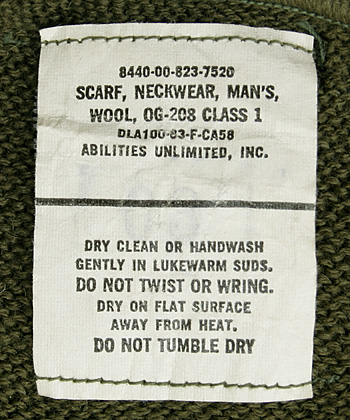 8440-00-823-7520
SCARF, NECKWEAR, MAN'S,
WOOL, OG-208 CLASS 1
DLA100-83-F-CA58
ABILITIES UNLIMITED, INC.
DRY CLEAN OR HANDWASH
GENTLY IN LUKEWARM SUDS.
DO NOT TWIST OR WRING.
DRY ON FLAT SURFACE
AWAY FROM HEAT.
DO NOT TUMBLE DRY